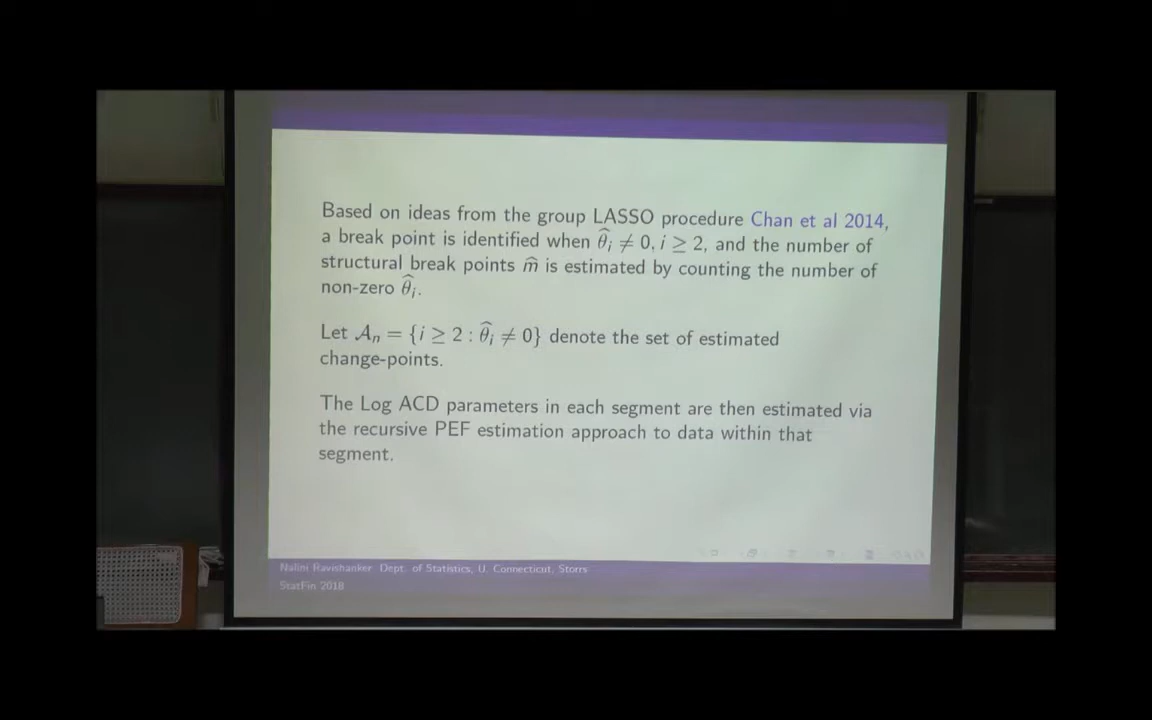 Based on ideas from the group LASSO procedure Chan et al 2014,
a break point is identified when θ̂ᵢ ≠ 0, i ≥ 2, and the number of
structural break points m̂ is estimated by counting the number of
non-zero θ̂ᵢ.
Let 𝒜ₙ = {i ≥ 2 : θ̂ᵢ ≠ 0} denote the set of estimated
change-points.
The Log ACD parameters in each segment are then estimated via
the recursive PEF estimation approach to data within that
segment.
Nalini Ravishanker Dept. of Statistics, U. Connecticut, Storrs
StatFin 2018